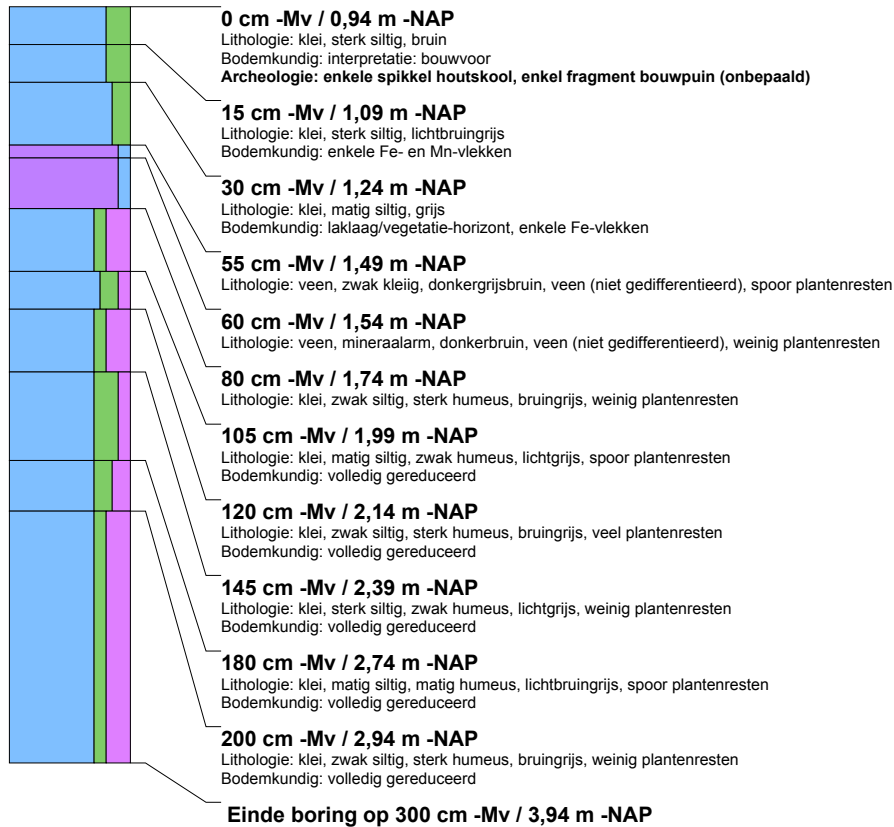 0 cm -Mv / 0,94 m -NAP
Lithologie: klei, sterk siltig, bruin
Bodemkundig: interpretatie: bouwvoor
Archeologie: enkele spikkel houtskool, enkel fragment bouwpuin (onbepaald)
15 cm -Mv / 1,09 m -NAP
Lithologie: klei, sterk siltig, lichtbruingrijs
Bodemkundig: enkele Fe- en Mn-vlekken
30 cm -Mv / 1,24 m -NAP
Lithologie: klei, matig siltig, grijs
Bodemkundig: laklaag/vegetatie-horizont, enkele Fe-vlekken
55 cm -Mv / 1,49 m -NAP
Lithologie: veen, zwak kleiig, donkergrijsbruin, veen (niet gedifferentieerd), spoor plantenresten
60 cm -Mv / 1,54 m -NAP
Lithologie: veen, mineraalarm, donkerbruin, veen (niet gedifferentieerd), weinig plantenresten
80 cm -Mv / 1,74 m -NAP
Lithologie: klei, zwak siltig, sterk humeus, bruingrijs, weinig plantenresten
105 cm -Mv / 1,99 m -NAP
Lithologie: klei, matig siltig, zwak humeus, lichtgrijs, spoor plantenresten
Bodemkundig: volledig gereduceerd
120 cm -Mv / 2,14 m -NAP
Lithologie: klei, zwak siltig, sterk humeus, bruingrijs, veel plantenresten
Bodemkundig: volledig gereduceerd
145 cm -Mv / 2,39 m -NAP
Lithologie: klei, sterk siltig, zwak humeus, lichtgrijs, weinig plantenresten
Bodemkundig: volledig gereduceerd
180 cm -Mv / 2,74 m -NAP
Lithologie: klei, matig siltig, matig humeus, lichtbruingrijs, spoor plantenresten
Bodemkundig: volledig gereduceerd
200 cm -Mv / 2,94 m -NAP
Lithologie: klei, zwak siltig, sterk humeus, bruingrijs, weinig plantenresten
Bodemkundig: volledig gereduceerd
Einde boring op 300 cm -Mv / 3,94 m -NAP